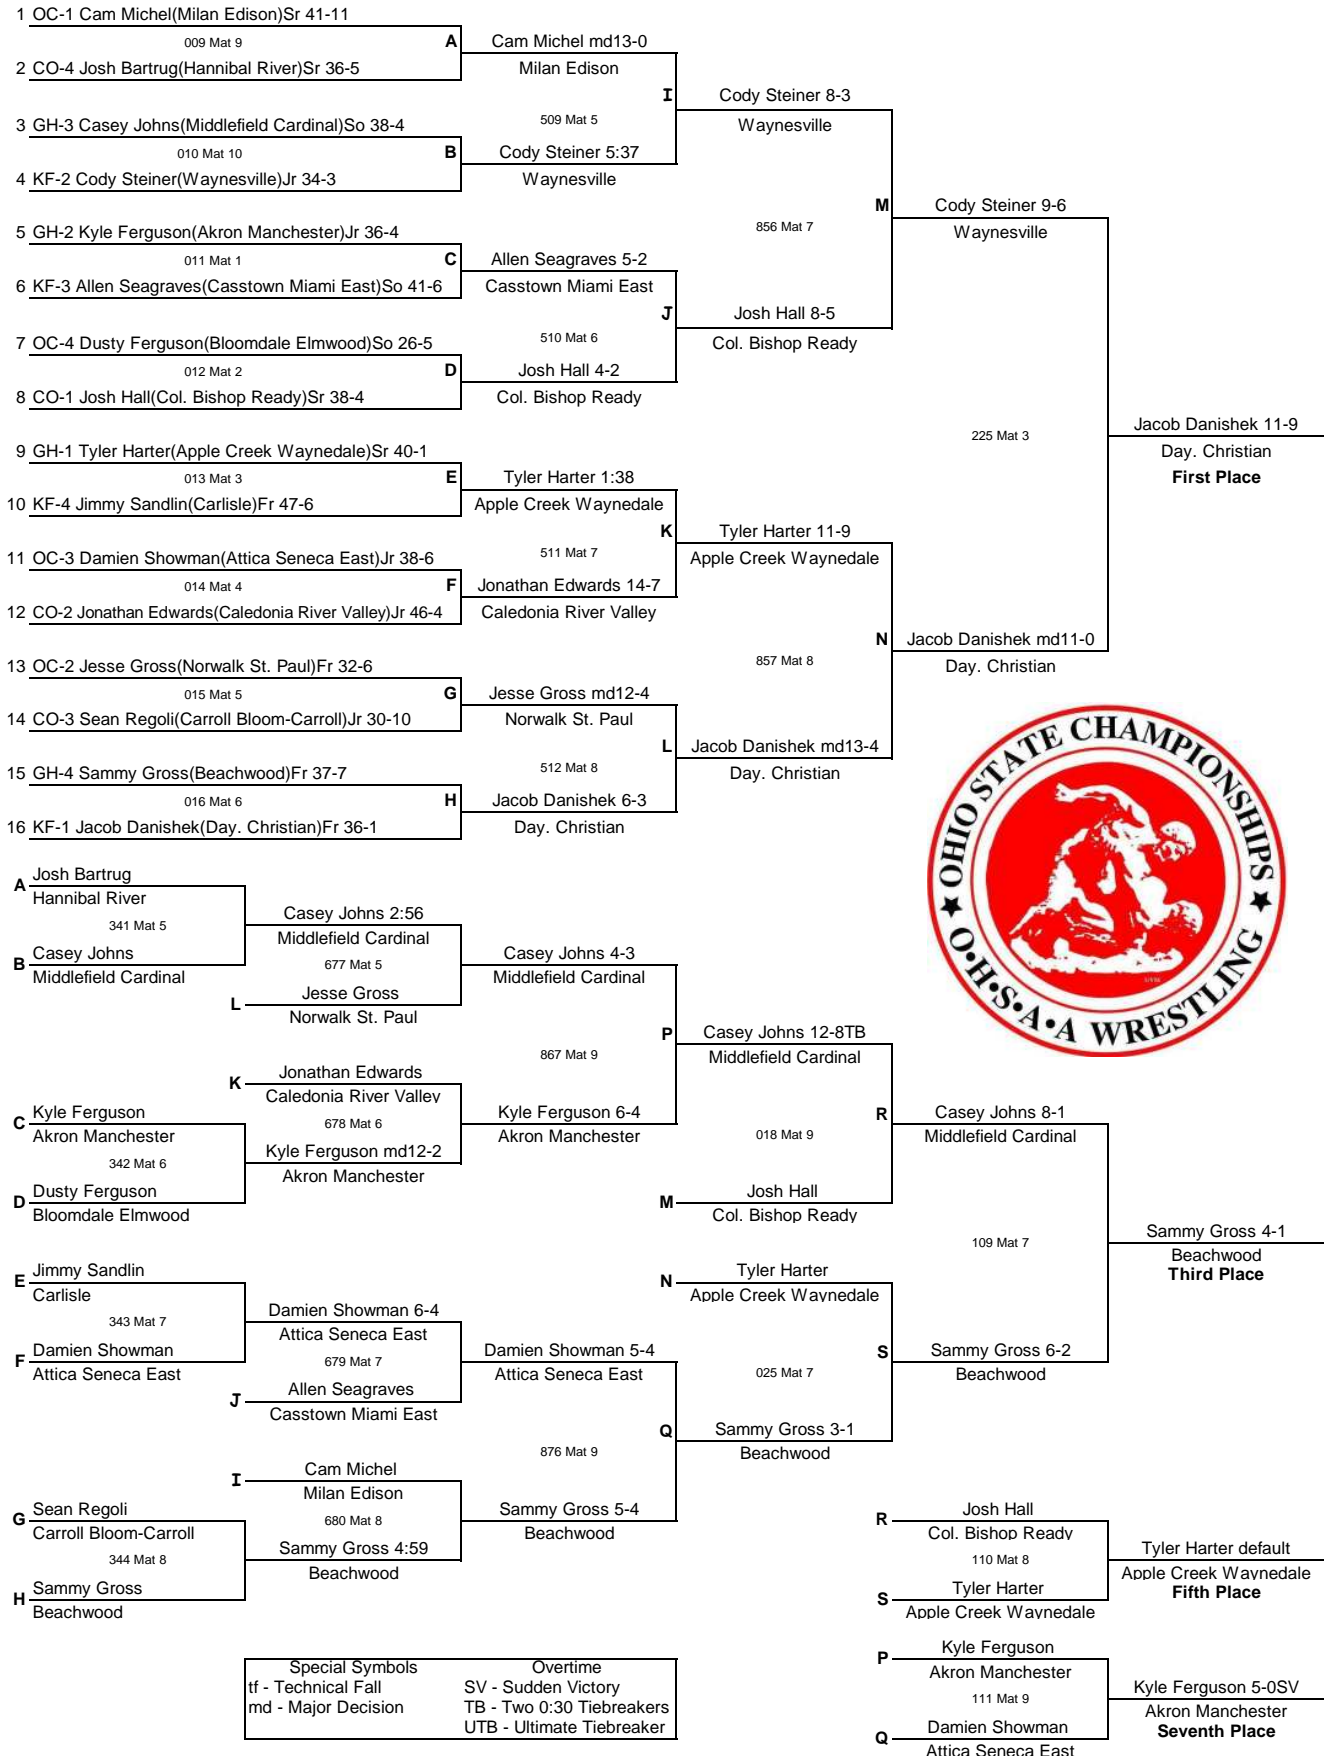 1 OC-1 Cam Michel(Milan Edison)Sr 41-11
009 Mat 9
A
2 CO-4 Josh Bartrug(Hannibal River)Sr 36-5
Cam Michel md13-0
Milan Edison
I
509 Mat 5
3 GH-3 Casey Johns(Middlefield Cardinal)So 38-4
010 Mat 10
B
4 KF-2 Cody Steiner(Waynesville)Jr 34-3
Cody Steiner 5:37
Waynesville
Cody Steiner 8-3
Waynesville
M
856 Mat 7
5 GH-2 Kyle Ferguson(Akron Manchester)Jr 36-4
011 Mat 1
C
6 KF-3 Allen Seagraves(Casstown Miami East)So 41-6
Allen Seagraves 5-2
Casstown Miami East
J
510 Mat 6
7 OC-4 Dusty Ferguson(Bloomdale Elmwood)So 26-5
012 Mat 2
D
8 CO-1 Josh Hall(Col. Bishop Ready)Sr 38-4
Josh Hall 4-2
Col. Bishop Ready
Josh Hall 8-5
Col. Bishop Ready
Cody Steiner 9-6
Waynesville
225 Mat 3
Jacob Danishek 11-9
Day. Christian
First Place
9 GH-1 Tyler Harter(Apple Creek Waynedale)Sr 40-1
013 Mat 3
E
10 KF-4 Jimmy Sandlin(Carlisle)Fr 47-6
Tyler Harter 1:38
Apple Creek Waynedale
K
511 Mat 7
11 OC-3 Damien Showman(Attica Seneca East)Jr 38-6
014 Mat 4
F
12 CO-2 Jonathan Edwards(Caledonia River Valley)Jr 46-4
Jonathan Edwards 14-7
Caledonia River Valley
Tyler Harter 11-9
Apple Creek Waynedale
N
857 Mat 8
13 OC-2 Jesse Gross(Norwalk St. Paul)Fr 32-6
015 Mat 5
G
14 CO-3 Sean Regoli(Carroll Bloom-Carroll)Jr 30-10
Jesse Gross md12-4
Norwalk St. Paul
L
512 Mat 8
15 GH-4 Sammy Gross(Beachwood)Fr 37-7
016 Mat 6
H
16 KF-1 Jacob Danishek(Day. Christian)Fr 36-1
Jacob Danishek 6-3
Day. Christian
Jacob Danishek md13-4
Day. Christian
Jacob Danishek md11-0
Day. Christian
★ OHIO STATE CHAMPIONSHIPS ★
O•H•S•A•A WRESTLING
A Josh Bartrug
Hannibal River
341 Mat 5
B Casey Johns
Middlefield Cardinal
Casey Johns 2:56
Middlefield Cardinal
677 Mat 5
L Jesse Gross
Norwalk St. Paul
Casey Johns 4-3
Middlefield Cardinal
P
867 Mat 9
K Jonathan Edwards
Caledonia River Valley
678 Mat 6
C Kyle Ferguson
Akron Manchester
342 Mat 6
D Dusty Ferguson
Bloomdale Elmwood
Kyle Ferguson md12-2
Akron Manchester
Kyle Ferguson 6-4
Akron Manchester
Casey Johns 12-8TB
Middlefield Cardinal
R
018 Mat 9
M Josh Hall
Col. Bishop Ready
Casey Johns 8-1
Middlefield Cardinal
109 Mat 7
Sammy Gross 4-1
Beachwood
Third Place
E Jimmy Sandlin
Carlisle
343 Mat 7
F Damien Showman
Attica Seneca East
Damien Showman 6-4
Attica Seneca East
679 Mat 7
J Allen Seagraves
Casstown Miami East
Damien Showman 5-4
Attica Seneca East
Q
876 Mat 9
I Cam Michel
Milan Edison
680 Mat 8
G Sean Regoli
Carroll Bloom-Carroll
344 Mat 8
H Sammy Gross
Beachwood
Sammy Gross 4:59
Beachwood
Sammy Gross 5-4
Beachwood
N Tyler Harter
Apple Creek Waynedale
S
025 Mat 7
Sammy Gross 3-1
Beachwood
Sammy Gross 6-2
Beachwood
R Josh Hall
Col. Bishop Ready
110 Mat 8
S Tyler Harter
Apple Creek Waynedale
Tyler Harter default
Apple Creek Waynedale
Fifth Place
P Kyle Ferguson
Akron Manchester
111 Mat 9
Q Damien Showman
Attica Seneca East
Kyle Ferguson 5-0SV
Akron Manchester
Seventh Place
Special Symbols
tf - Technical Fall
md - Major Decision
Overtime
SV - Sudden Victory
TB - Two 0:30 Tiebreakers
UTB - Ultimate Tiebreaker